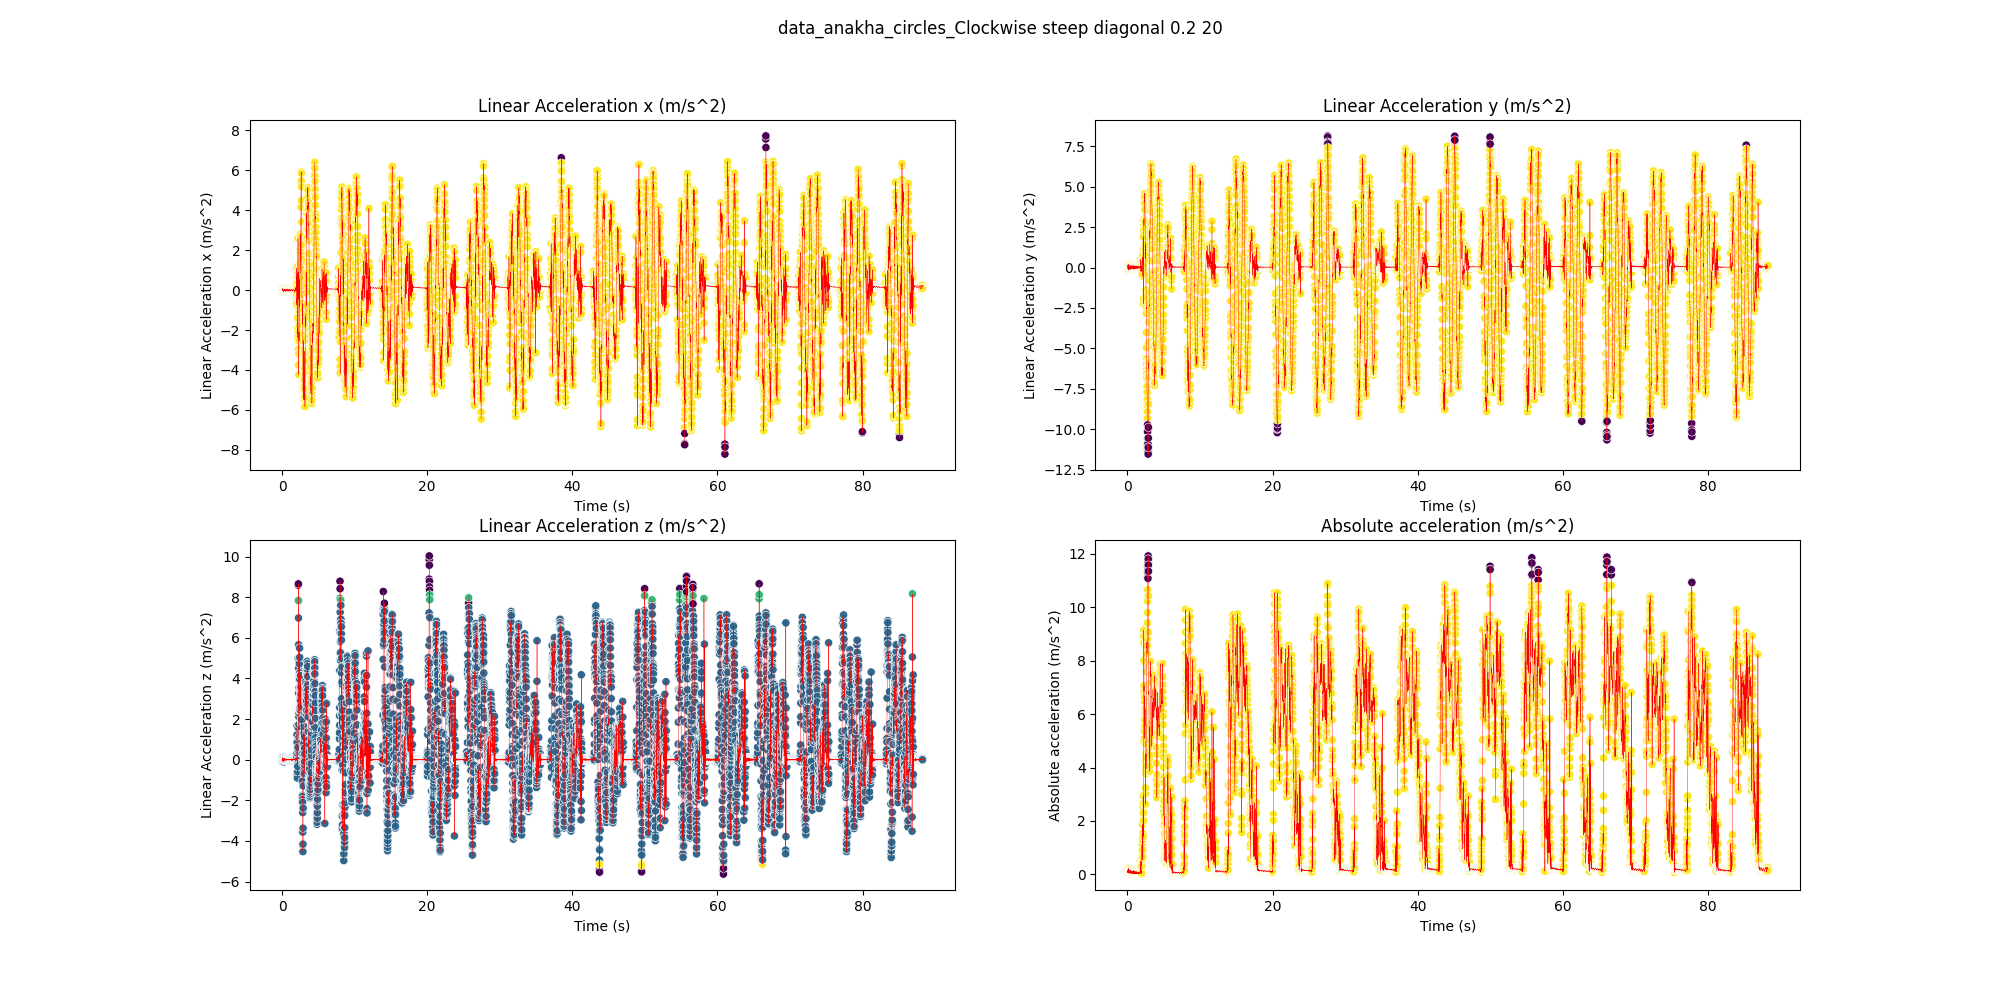 data_anakha_circles_Clockwise steep diagonal 0.2 20
Linear Acceleration x (m/s^2)
Linear Acceleration x (m/s^2)
8
6
4
2
0
−2
−4
−6
−8
0 20 40 60 80
Time (s)
Linear Acceleration y (m/s^2)
Linear Acceleration y (m/s^2)
7.5
5.0
2.5
0.0
−2.5
−5.0
−7.5
−10.0
−12.5
0 20 40 60 80
Time (s)
Linear Acceleration z (m/s^2)
Linear Acceleration z (m/s^2)
10
8
6
4
2
0
−2
−4
−6
0 20 40 60 80
Time (s)
Absolute acceleration (m/s^2)
Absolute acceleration (m/s^2)
12
10
8
6
4
2
0
0 20 40 60 80
Time (s)